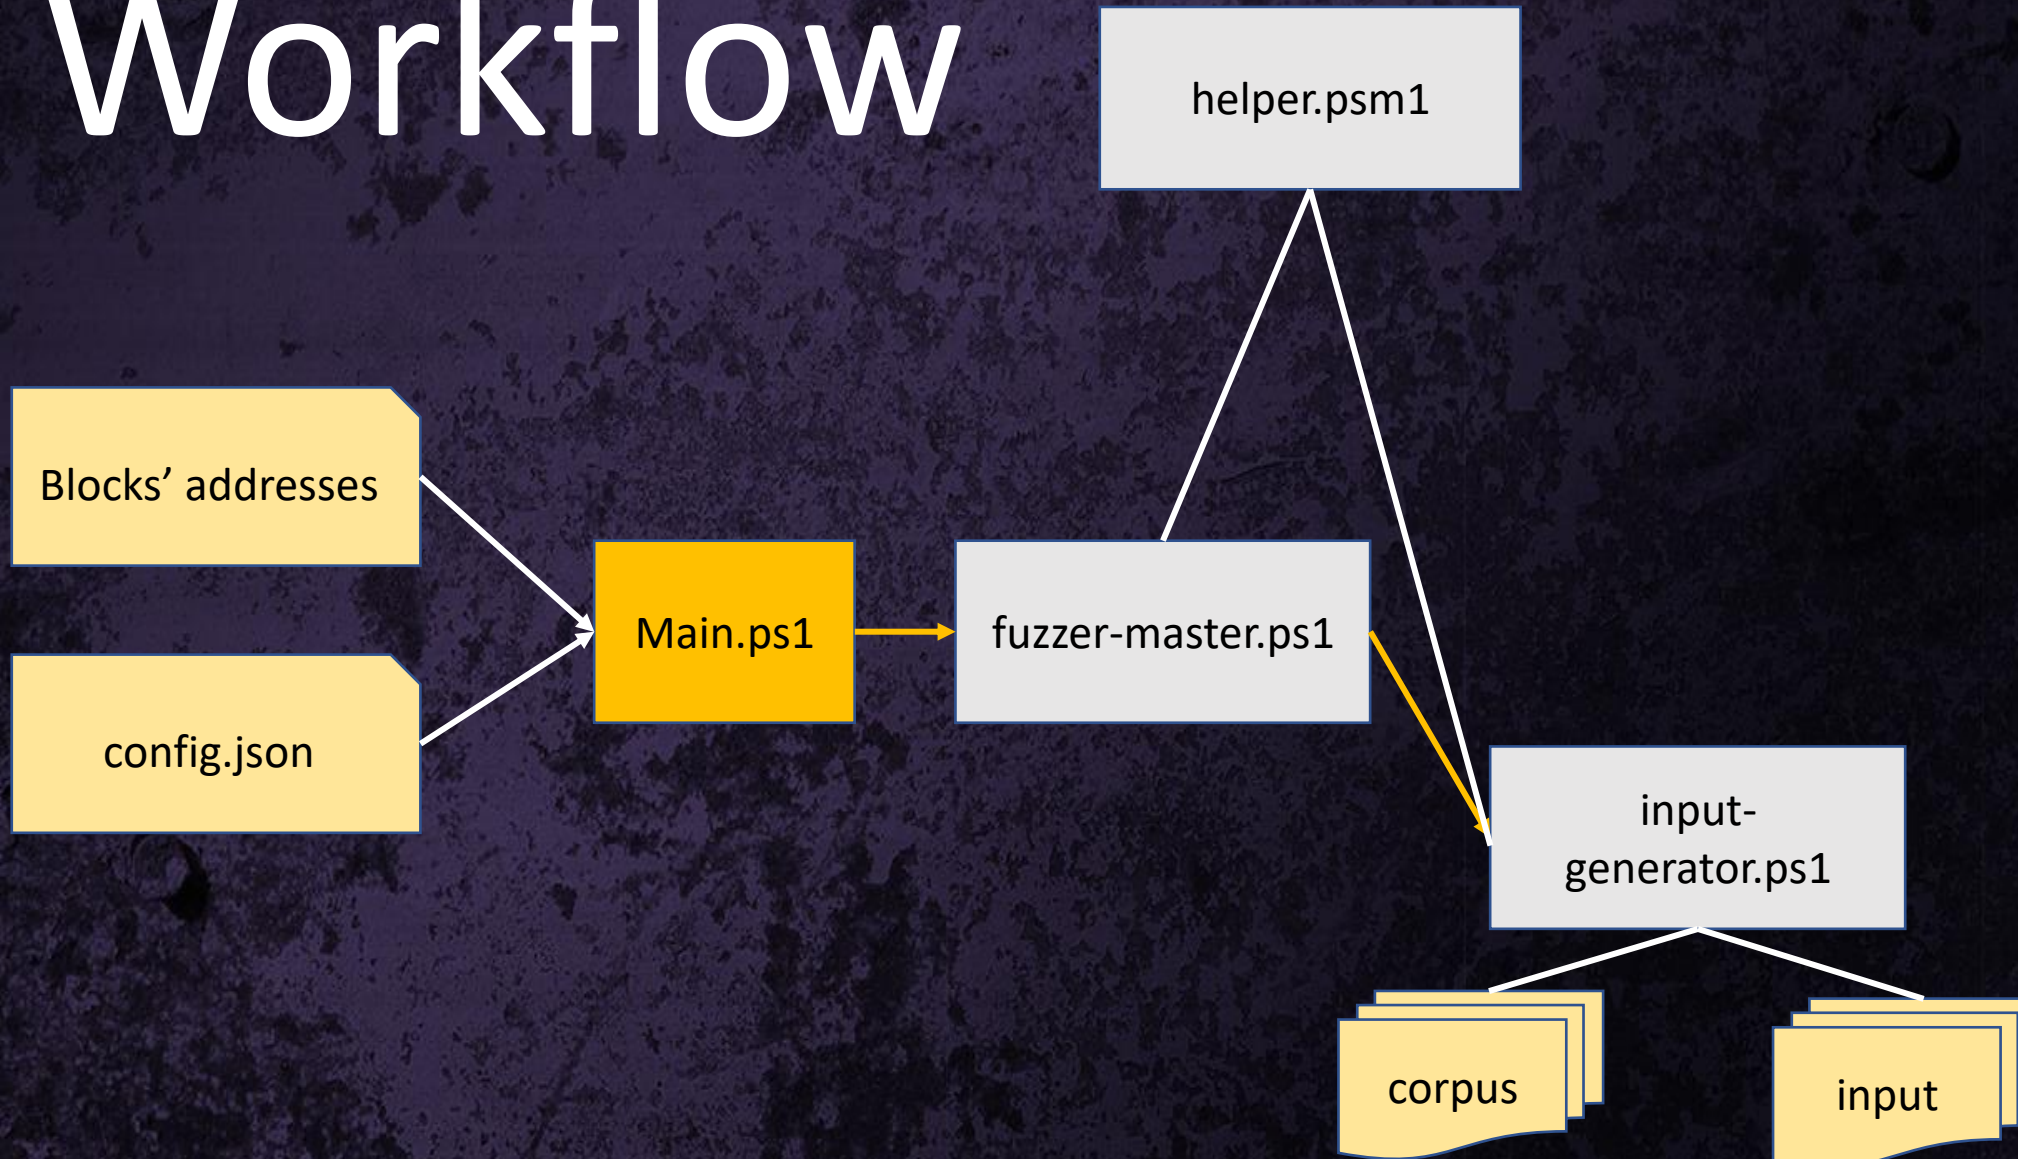 Workflow
helper.psm1
Blocks’ addresses
Main.ps1
fuzzer-master.ps1
config.json
input-
generator.ps1
corpus
input